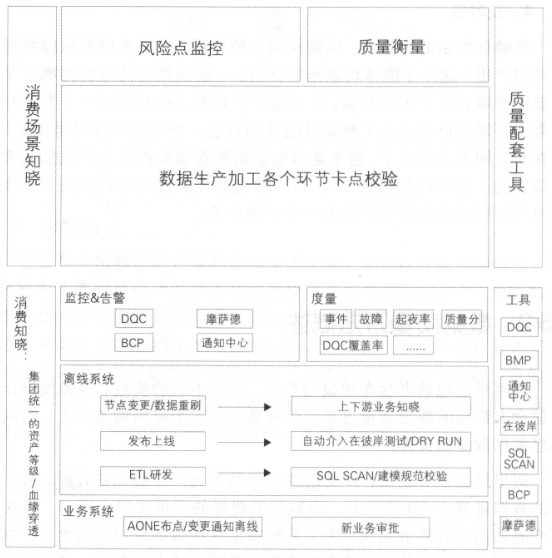 消费场景知晓
风险点监控
质量衡量
数据生产加工各个环节卡点校验
质量配套工具
消费知晓：
集团统一的资产等级/血缘穿透
监控&告警
DQC
摩萨德
BCP
通知中心
度量
事件
故障
起夜率
质量分
DQC覆盖率
……
离线系统
节点变更/数据重刷
上下游业务知晓
发布上线
自动介入在彼岸测试/DRY RUN
ETL研发
SQL SCAN/建模规范校验
业务系统
AONE布点/变更通知离线
新业务审批
工具
DQC
BMP
通知
中心
在彼岸
SQL
SCAN
BCP
摩萨德